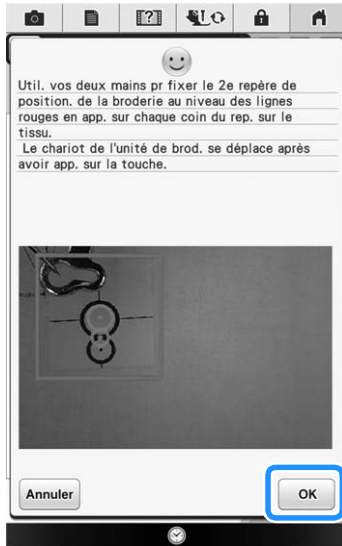 [?]
Util. vos deux mains pr fixer le 2e repère de
position. de la broderie au niveau des lignes
rouges en app. sur chaque coin du rep. sur le
tissu.
Le chariot de l'unité de brod. se déplace après
avoir app. sur la touche.
Annuler
OK